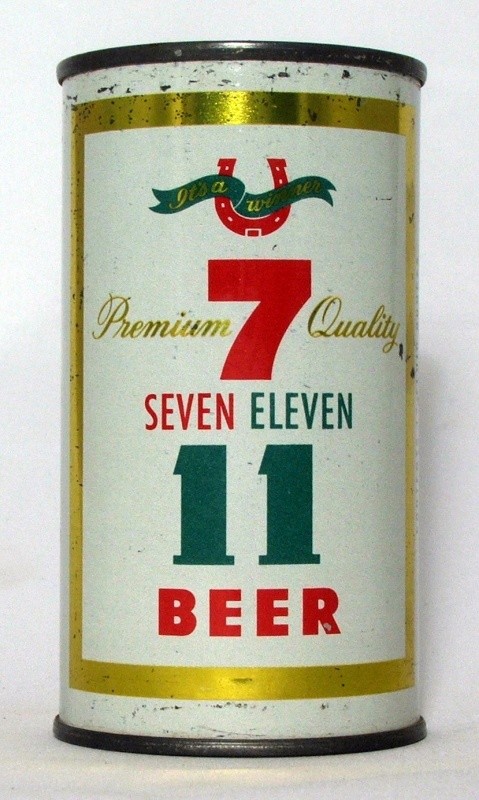 It's a winner
7
Premium Quality
SEVEN ELEVEN
11
BEER